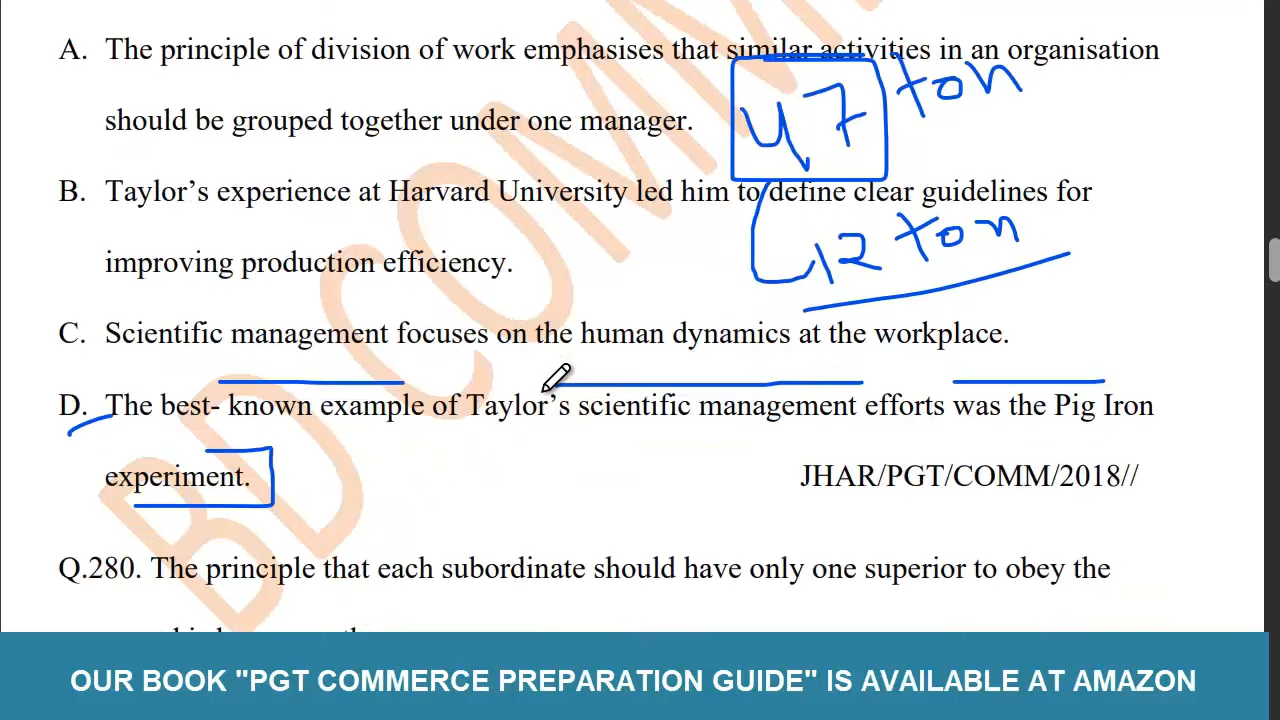 A. The principle of division of work emphasises that similar activities in an organisation
should be grouped together under one manager.
4,7 ton
B. Taylor’s experience at Harvard University led him to define clear guidelines for
improving production efficiency.
12 ton
C. Scientific management focuses on the human dynamics at the workplace.
D. The best- known example of Taylor’s scientific management efforts was the Pig Iron
experiment. JHAR/PGT/COMM/2018//
Q.280. The principle that each subordinate should have only one superior to obey the
OUR BOOK "PGT COMMERCE PREPARATION GUIDE" IS AVAILABLE AT AMAZON
BD COMM